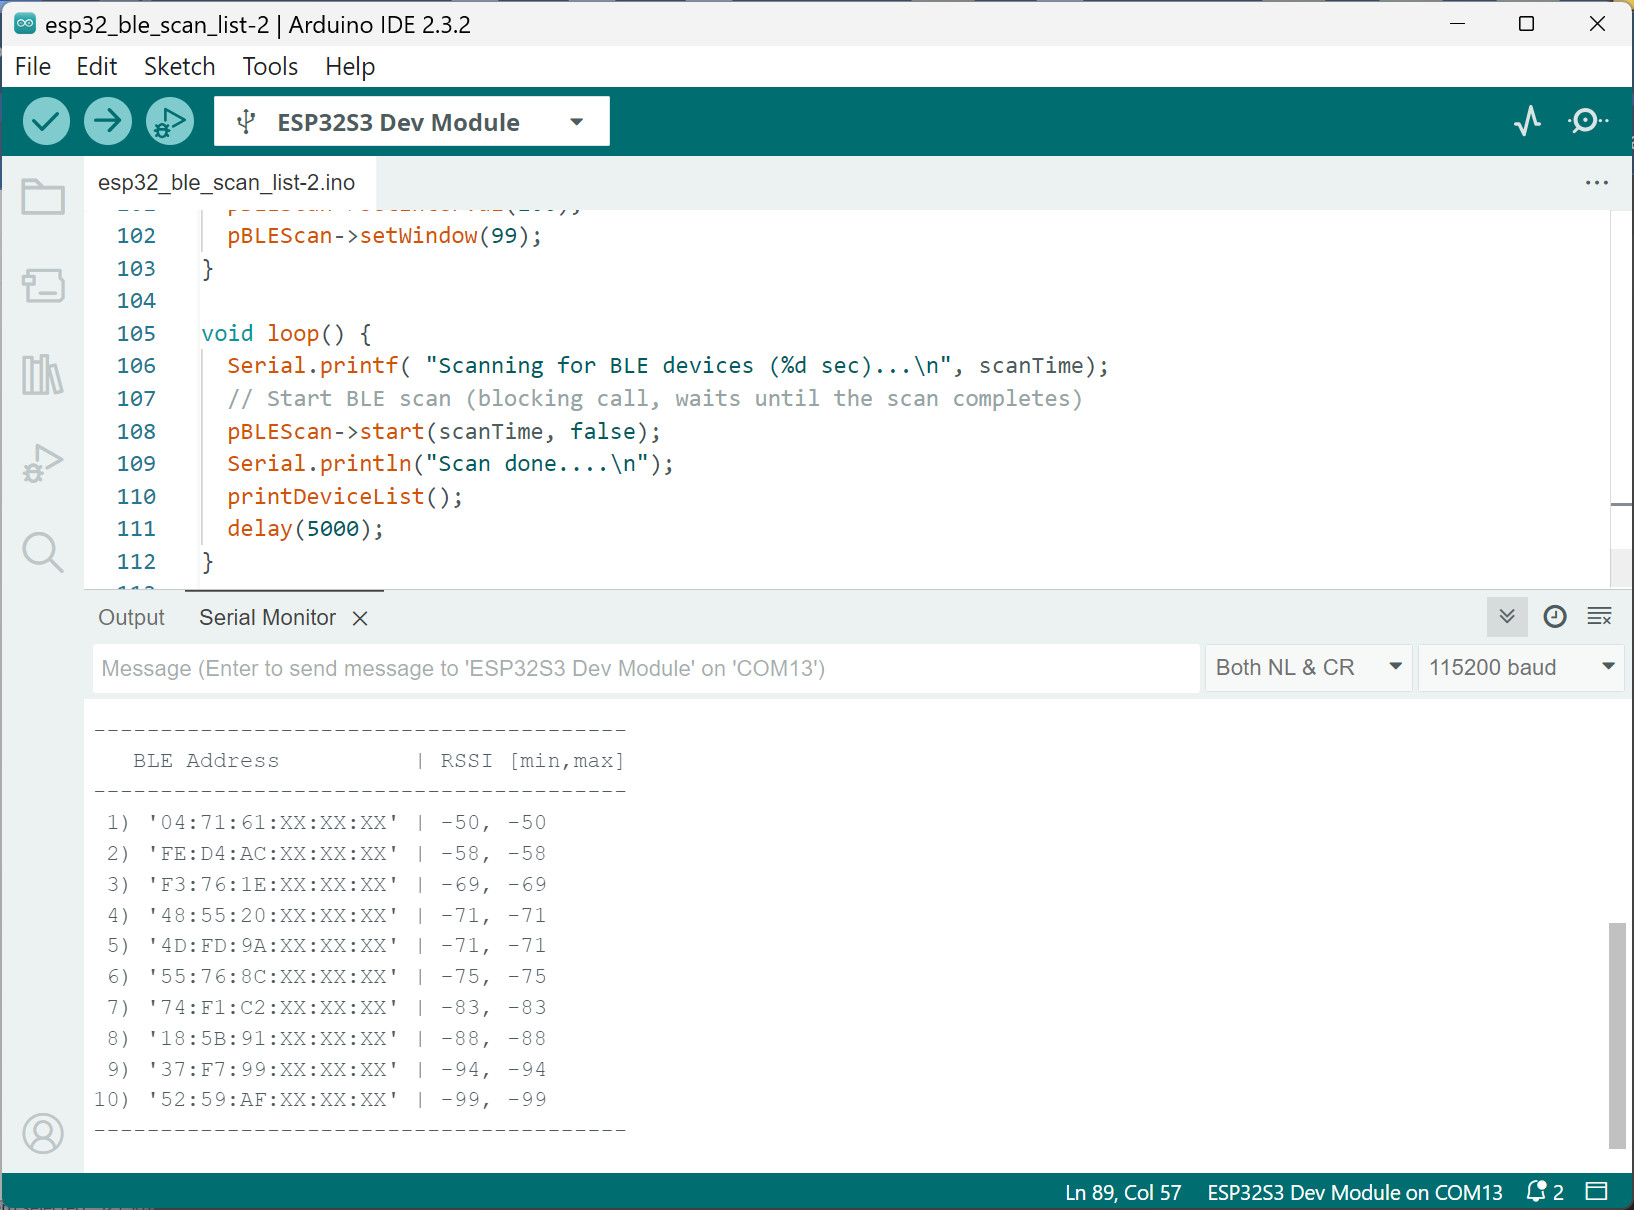 esp32_ble_scan_list-2 | Arduino IDE 2.3.2
File Edit Sketch Tools Help
ESP32S3 Dev Module
esp32_ble_scan_list-2.ino
102 pBLEScan->setWindow(99);
103 }
104
105 void loop() {
106 Serial.printf( "Scanning for BLE devices (%d sec)...\n", scanTime);
107 // Start BLE scan (blocking call, waits until the scan completes)
108 pBLEScan->start(scanTime, false);
109 Serial.println("Scan done....\n");
110 printDeviceList();
111 delay(5000);
112 }
Output Serial Monitor
Message (Enter to send message to 'ESP32S3 Dev Module' on 'COM13')
Both NL & CR
115200 baud
----------------------------------------
BLE Address | RSSI [min,max]
----------------------------------------
1) '04:71:61:XX:XX:XX' | -50, -50
2) 'FE:D4:AC:XX:XX:XX' | -58, -58
3) 'F3:76:1E:XX:XX:XX' | -69, -69
4) '48:55:20:XX:XX:XX' | -71, -71
5) '4D:FD:9A:XX:XX:XX' | -71, -71
6) '55:76:8C:XX:XX:XX' | -75, -75
7) '74:F1:C2:XX:XX:XX' | -83, -83
8) '18:5B:91:XX:XX:XX' | -88, -88
9) '37:F7:99:XX:XX:XX' | -94, -94
10) '52:59:AF:XX:XX:XX' | -99, -99
----------------------------------------
Ln 89, Col 57 ESP32S3 Dev Module on COM13 2